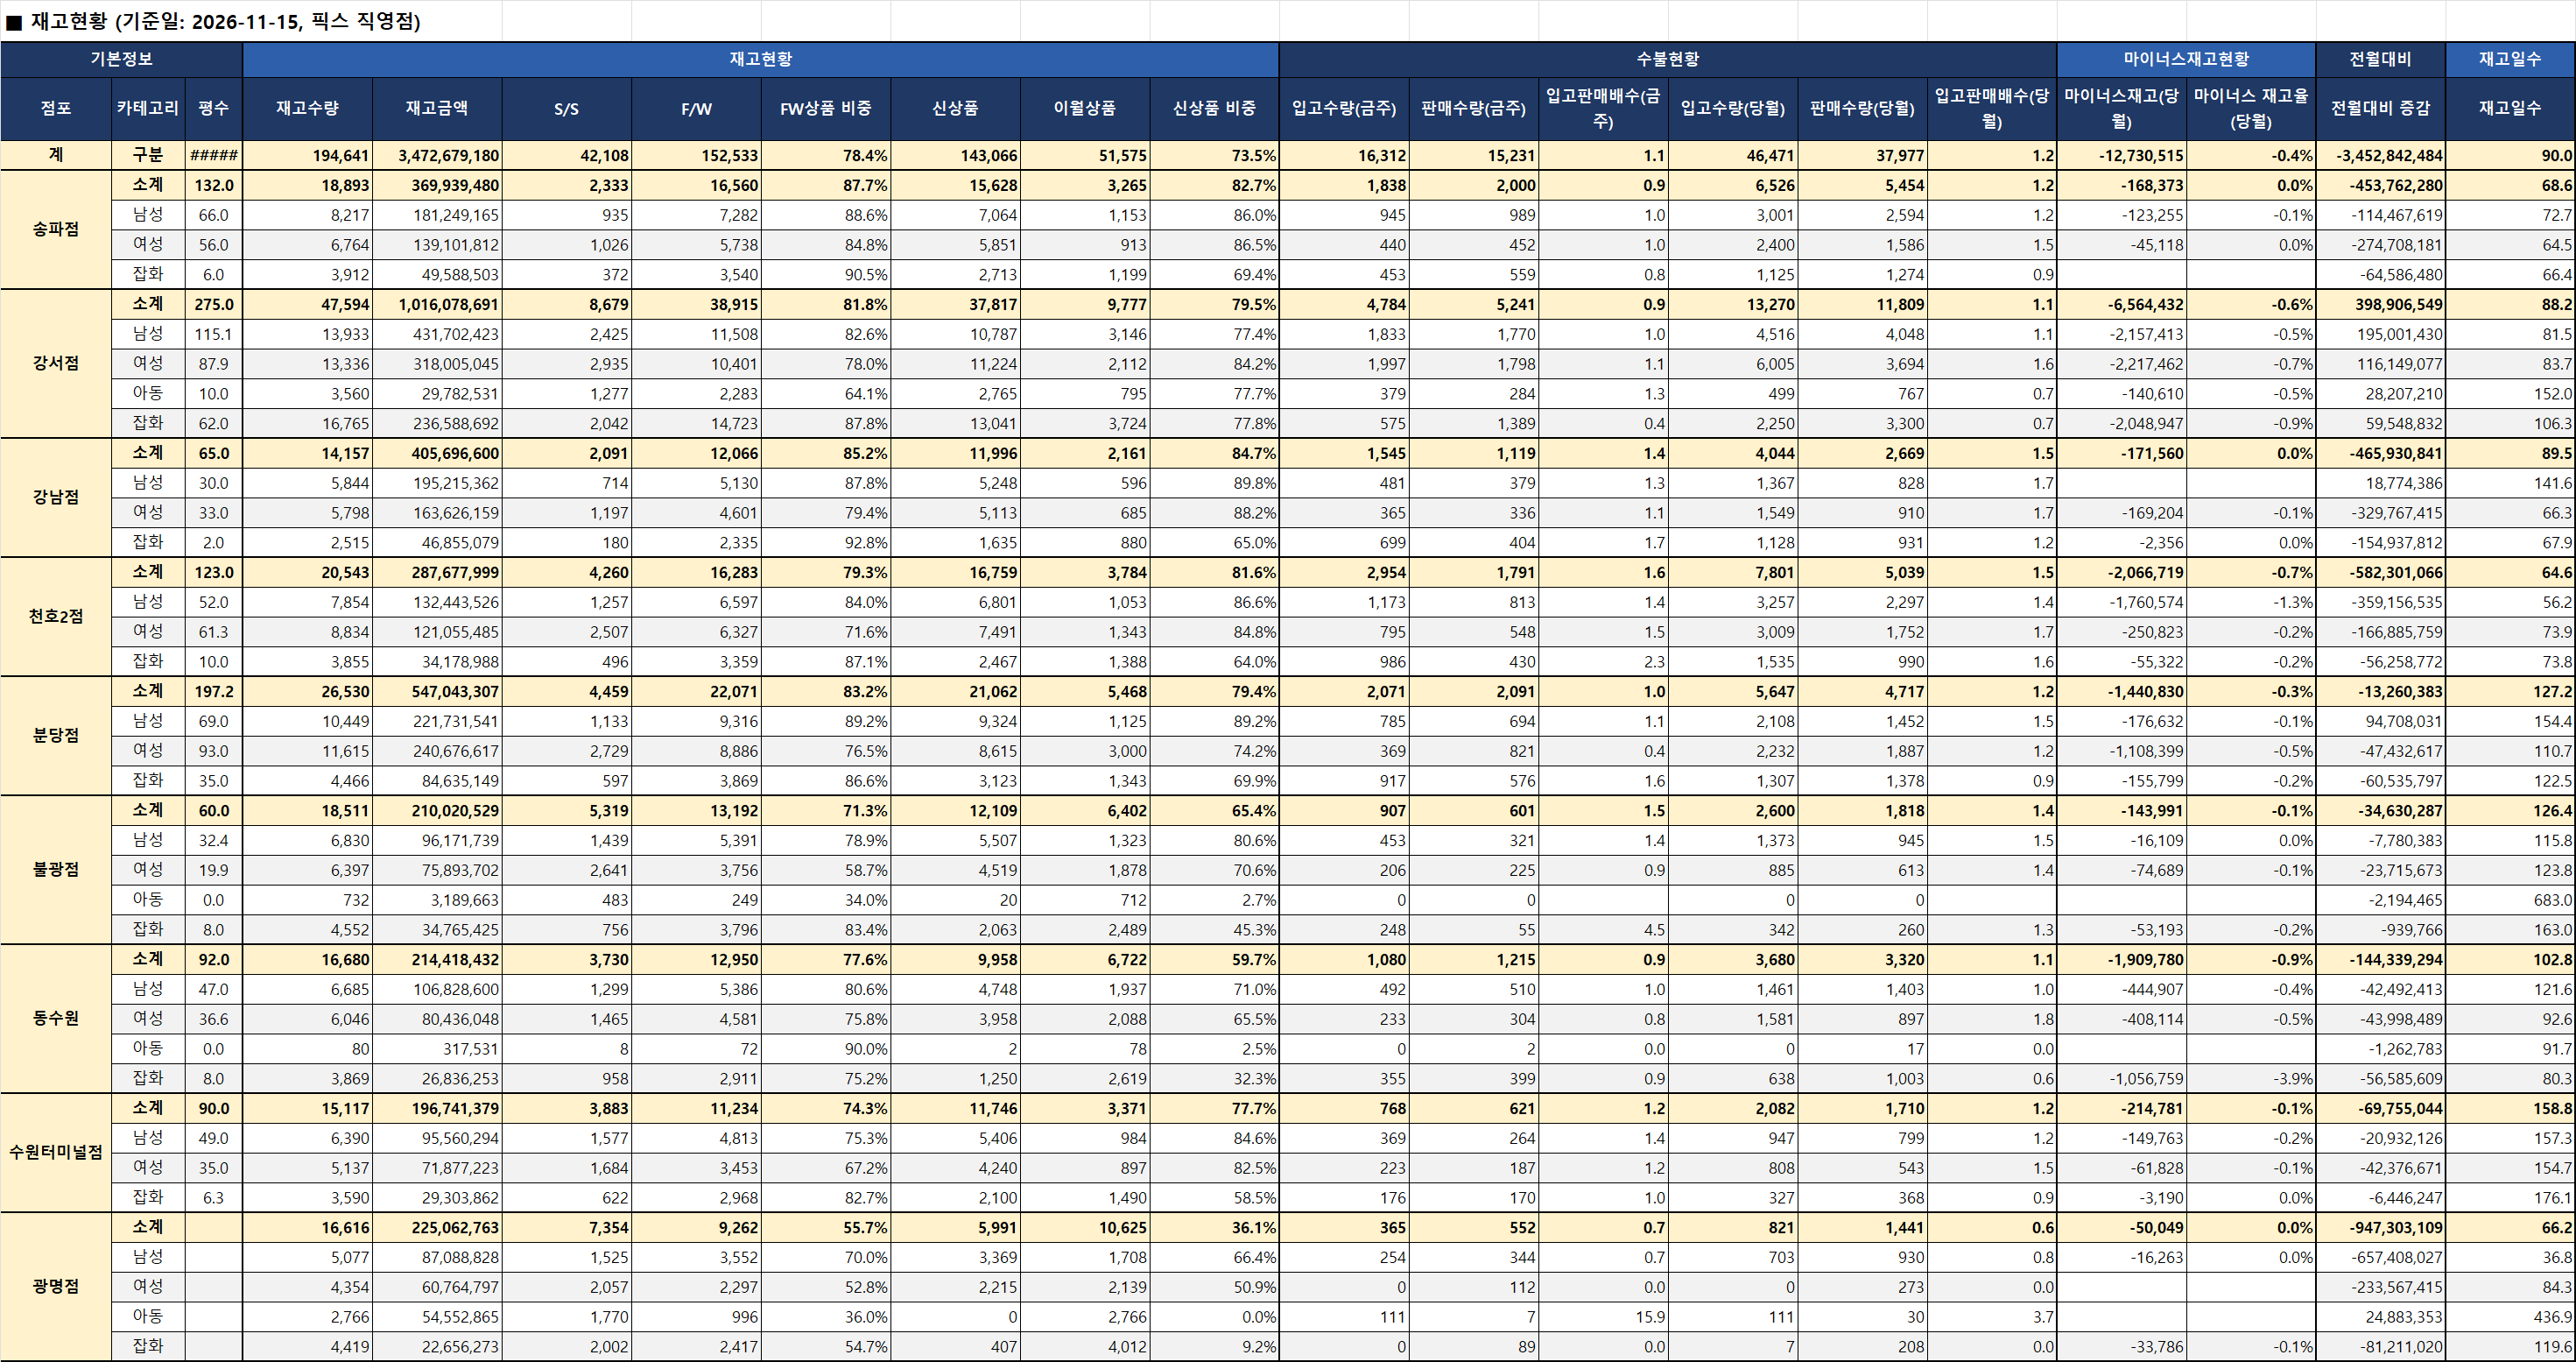 ■ 재고현황 (기준일: 2026-11-15, 픽스 직영점)
기본정보 재고현황 수불현황 마이너스재고현황 전월대비 재고일수
점포 카테고리 평수 재고수량 재고금액 S/S F/W FW상품 비중 신상품 이월상품 신상품 비중 입고수량(금주) 판매수량(금주) 입고판매배수(금주) 입고수량(당월) 판매수량(당월) 입고판매배수(당월) 마이너스재고(당월) 마이너스 재고율(당월) 전월대비 증감 재고일수
계 구분 ##### 194,641 3,472,679,180 42,108 152,533 78.4% 143,066 51,575 73.5% 16,312 15,231 1.1 46,471 37,977 1.2 -12,730,515 -0.4% -3,452,842,484 90.0
송파점 소계 132.0 18,893 369,939,480 2,333 16,560 87.7% 15,628 3,265 82.7% 1,838 2,000 0.9 6,526 5,454 1.2 -168,373 0.0% -453,762,280 68.6
남성 66.0 8,217 181,249,165 935 7,282 88.6% 7,064 1,153 86.0% 945 989 1.0 3,001 2,594 1.2 -123,255 -0.1% -114,467,619 72.7
여성 56.0 6,764 139,101,812 1,026 5,738 84.8% 5,851 913 86.5% 440 452 1.0 2,400 1,586 1.5 -45,118 0.0% -274,708,181 64.5
잡화 6.0 3,912 49,588,503 372 3,540 90.5% 2,713 1,199 69.4% 453 559 0.8 1,125 1,274 0.9 -64,586,480 66.4
강서점 소계 275.0 47,594 1,016,078,691 8,679 38,915 81.8% 37,817 9,777 79.5% 4,784 5,241 0.9 13,270 11,809 1.1 -6,564,432 -0.6% 398,906,549 88.2
남성 115.1 13,933 431,702,423 2,425 11,508 82.6% 10,787 3,146 77.4% 1,833 1,770 1.0 4,516 4,048 1.1 -2,157,413 -0.5% 195,001,430 81.5
여성 87.9 13,336 318,005,045 2,935 10,401 78.0% 11,224 2,112 84.2% 1,997 1,798 1.1 6,005 3,694 1.6 -2,217,462 -0.7% 116,149,077 83.7
아동 10.0 3,560 29,782,531 1,277 2,283 64.1% 2,765 795 77.7% 379 284 1.3 499 767 0.7 -140,610 -0.5% 28,207,210 152.0
잡화 62.0 16,765 236,588,692 2,042 14,723 87.8% 13,041 3,724 77.8% 575 1,389 0.4 2,250 3,300 0.7 -2,048,947 -0.9% 59,548,832 106.3
강남점 소계 65.0 14,157 405,696,600 2,091 12,066 85.2% 11,996 2,161 84.7% 1,545 1,119 1.4 4,044 2,669 1.5 -171,560 0.0% -465,930,841 89.5
남성 30.0 5,844 195,215,362 714 5,130 87.8% 5,248 596 89.8% 481 379 1.3 1,367 828 1.7 18,774,386 141.6
여성 33.0 5,798 163,626,159 1,197 4,601 79.4% 5,113 685 88.2% 365 336 1.1 1,549 910 1.7 -169,204 -0.1% -329,767,415 66.3
잡화 2.0 2,515 46,855,079 180 2,335 92.8% 1,635 880 65.0% 699 404 1.7 1,128 931 1.2 -2,356 0.0% -154,937,812 67.9
천호2점 소계 123.0 20,543 287,677,999 4,260 16,283 79.3% 16,759 3,784 81.6% 2,954 1,791 1.6 7,801 5,039 1.5 -2,066,719 -0.7% -582,301,066 64.6
남성 52.0 7,854 132,443,526 1,257 6,597 84.0% 6,801 1,053 86.6% 1,173 813 1.4 3,257 2,297 1.4 -1,760,574 -1.3% -359,156,535 56.2
여성 61.3 8,834 121,055,485 2,507 6,327 71.6% 7,491 1,343 84.8% 795 548 1.5 3,009 1,752 1.7 -250,823 -0.2% -166,885,759 73.9
잡화 10.0 3,855 34,178,988 496 3,359 87.1% 2,467 1,388 64.0% 986 430 2.3 1,535 990 1.6 -55,322 -0.2% -56,258,772 73.8
분당점 소계 197.2 26,530 547,043,307 4,459 22,071 83.2% 21,062 5,468 79.4% 2,071 2,091 1.0 5,647 4,717 1.2 -1,440,830 -0.3% -13,260,383 127.2
남성 69.0 10,449 221,731,541 1,133 9,316 89.2% 9,324 1,125 89.2% 785 694 1.1 2,108 1,452 1.5 -176,632 -0.1% 94,708,031 154.4
여성 93.0 11,615 240,676,617 2,729 8,886 76.5% 8,615 3,000 74.2% 369 821 0.4 2,232 1,887 1.2 -1,108,399 -0.5% -47,432,617 110.7
잡화 35.0 4,466 84,635,149 597 3,869 86.6% 3,123 1,343 69.9% 917 576 1.6 1,307 1,378 0.9 -155,799 -0.2% -60,535,797 122.5
불광점 소계 60.0 18,511 210,020,529 5,319 13,192 71.3% 12,109 6,402 65.4% 907 601 1.5 2,600 1,818 1.4 -143,991 -0.1% -34,630,287 126.4
남성 32.4 6,830 96,171,739 1,439 5,391 78.9% 5,507 1,323 80.6% 453 321 1.4 1,373 945 1.5 -16,109 0.0% -7,780,383 115.8
여성 19.9 6,397 75,893,702 2,641 3,756 58.7% 4,519 1,878 70.6% 206 225 0.9 885 613 1.4 -74,689 -0.1% -23,715,673 123.8
아동 0.0 732 3,189,663 483 249 34.0% 20 712 2.7% 0 0 0 0 -2,194,465 683.0
잡화 8.0 4,552 34,765,425 756 3,796 83.4% 2,063 2,489 45.3% 248 55 4.5 342 260 1.3 -53,193 -0.2% -939,766 163.0
동수원 소계 92.0 16,680 214,418,432 3,730 12,950 77.6% 9,958 6,722 59.7% 1,080 1,215 0.9 3,680 3,320 1.1 -1,909,780 -0.9% -144,339,294 102.8
남성 47.0 6,685 106,828,600 1,299 5,386 80.6% 4,748 1,937 71.0% 492 510 1.0 1,461 1,403 1.0 -444,907 -0.4% -42,492,413 121.6
여성 36.6 6,046 80,436,048 1,465 4,581 75.8% 3,958 2,088 65.5% 233 304 0.8 1,581 897 1.8 -408,114 -0.5% -43,998,489 92.6
아동 0.0 80 317,531 8 72 90.0% 2 78 2.5% 0 2 0.0 0 17 0.0 -1,262,783 91.7
잡화 8.0 3,869 26,836,253 958 2,911 75.2% 1,250 2,619 32.3% 355 399 0.9 638 1,003 0.6 -1,056,759 -3.9% -56,585,609 80.3
수원터미널점 소계 90.0 15,117 196,741,379 3,883 11,234 74.3% 11,746 3,371 77.7% 768 621 1.2 2,082 1,710 1.2 -214,781 -0.1% -69,755,044 158.8
남성 49.0 6,390 95,560,294 1,577 4,813 75.3% 5,406 984 84.6% 369 264 1.4 947 799 1.2 -149,763 -0.2% -20,932,126 157.3
여성 35.0 5,137 71,877,223 1,684 3,453 67.2% 4,240 897 82.5% 223 187 1.2 808 543 1.5 -61,828 -0.1% -42,376,671 154.7
잡화 6.3 3,590 29,303,862 622 2,968 82.7% 2,100 1,490 58.5% 176 170 1.0 327 368 0.9 -3,190 0.0% -6,446,247 176.1
광명점 소계 16,616 225,062,763 7,354 9,262 55.7% 5,991 10,625 36.1% 365 552 0.7 821 1,441 0.6 -50,049 0.0% -947,303,109 66.2
남성 5,077 87,088,828 1,525 3,552 70.0% 3,369 1,708 66.4% 254 344 0.7 703 930 0.8 -16,263 0.0% -657,408,027 36.8
여성 4,354 60,764,797 2,057 2,297 52.8% 2,215 2,139 50.9% 0 112 0.0 0 273 0.0 -233,567,415 84.3
아동 2,766 54,552,865 1,770 996 36.0% 0 2,766 0.0% 111 7 15.9 111 30 3.7 24,883,353 436.9
잡화 4,419 22,656,273 2,002 2,417 54.7% 407 4,012 9.2% 0 89 0.0 7 208 0.0 -33,786 -0.1% -81,211,020 119.6